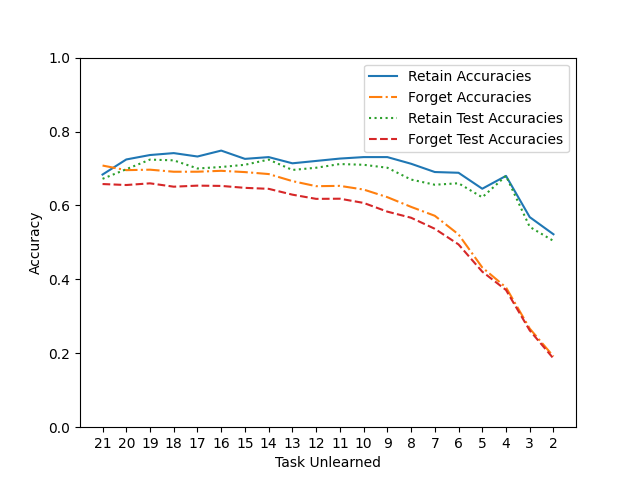 1.0
0.8
0.6
0.4
0.2
0.0
Accuracy
Retain Accuracies
Forget Accuracies
Retain Test Accuracies
Forget Test Accuracies
21 20 19 18 17 16 15 14 13 12 11 10 9 8 7 6 5 4 3 2
Task Unlearned